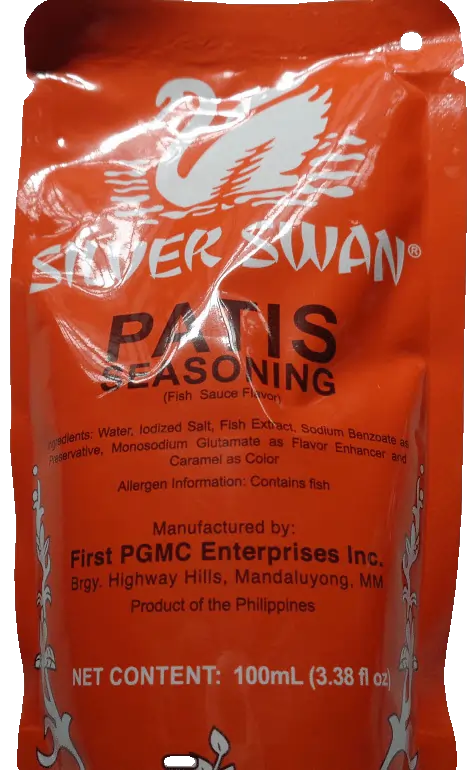 SILVER SWAN®
PATIS
SEASONING
(Fish Sauce Flavor)
Ingredients: Water, Iodized Salt, Fish Extract, Sodium Benzoate as
Preservative, Monosodium Glutamate as Flavor Enhancer and
Caramel as Color
Allergen Information: Contains fish
Manufactured by:
First PGMC Enterprises Inc.
Brgy. Highway Hills, Mandaluyong, MM
Product of the Philippines
NET CONTENT: 100mL (3.38 fl oz)